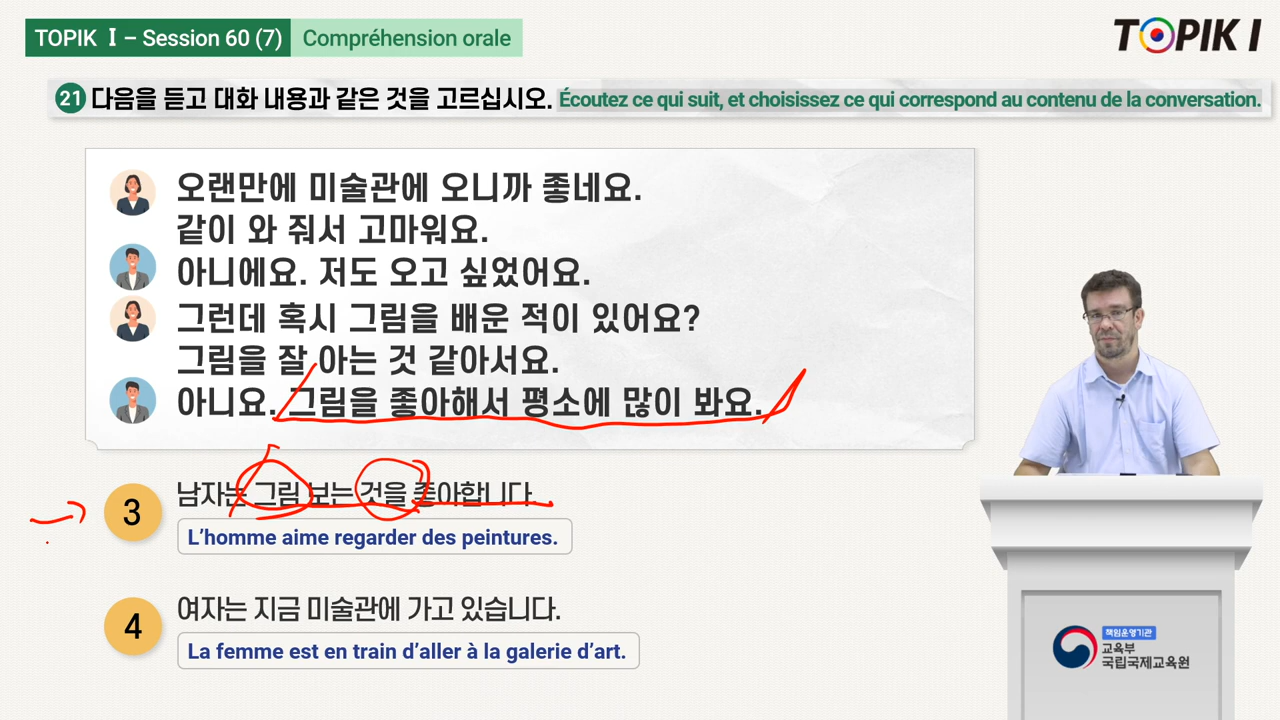 TOPIK Ⅰ – Session 60 (7) Compréhension orale
TOPIK I
21 다음을 듣고 대화 내용과 같은 것을 고르십시오. Écoutez ce qui suit, et choisissez ce qui correspond au contenu de la conversation.
오랜만에 미술관에 오니까 좋네요.
같이 와 줘서 고마워요.
아니에요. 저도 오고 싶었어요.
그런데 혹시 그림을 배운 적이 있어요?
그림을 잘 아는 것 같아서요.
아니요. 그림을 좋아해서 평소에 많이 봐요.
3 남자는 그림 보는 것을 좋아합니다.
L’homme aime regarder des peintures.
4 여자는 지금 미술관에 가고 있습니다.
La femme est en train d’aller à la galerie d’art.
책임운영기관
교육부
국립국제교육원